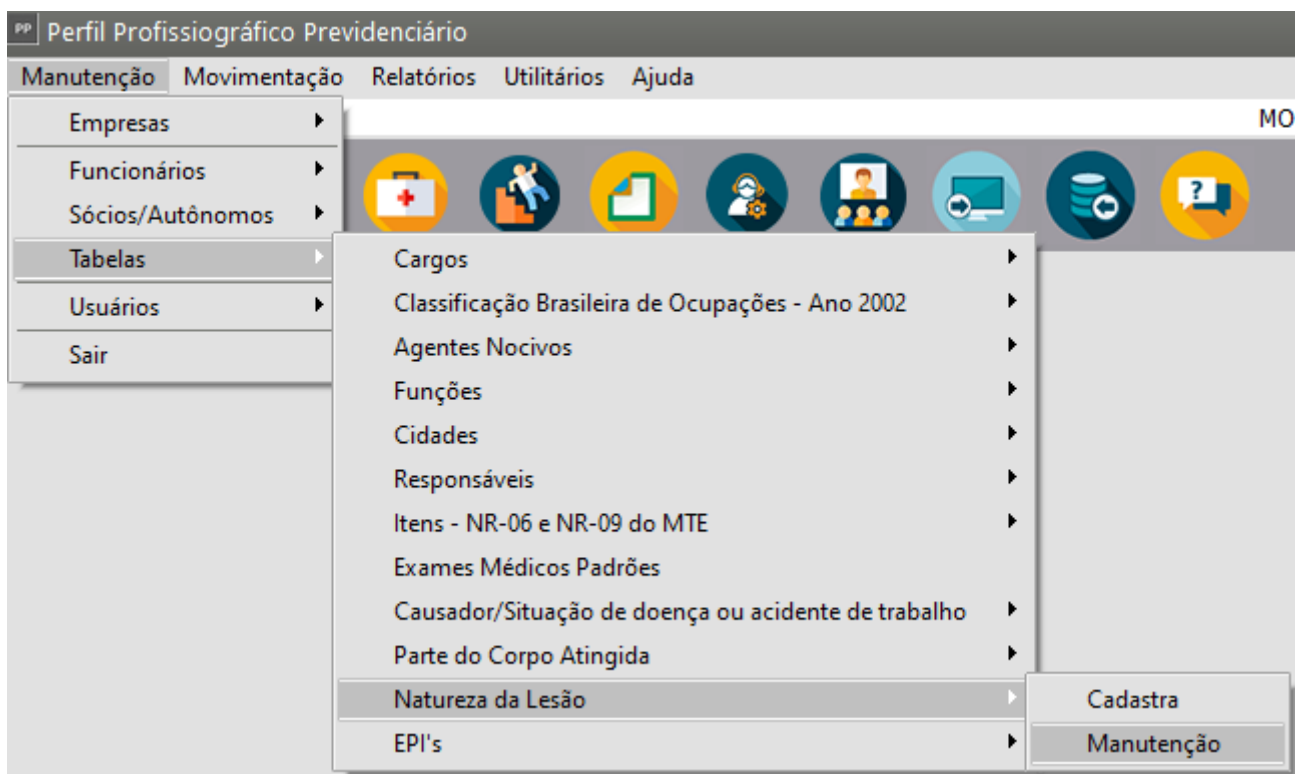 PP Perfil Profissiográfico Previdenciário
Manutenção Movimentação Relatórios Utilitários Ajuda
Empresas
MO
Funcionários
Sócios/Autônomos
Tabelas
Usuários
Sair
?
Cargos
Classificação Brasileira de Ocupações - Ano 2002
Agentes Nocivos
Funções
Cidades
Responsáveis
Itens - NR-06 e NR-09 do MTE
Exames Médicos Padrões
Causador/Situação de doença ou acidente de trabalho
Parte do Corpo Atingida
Natureza da Lesão
EPI's
Cadastra
Manutenção